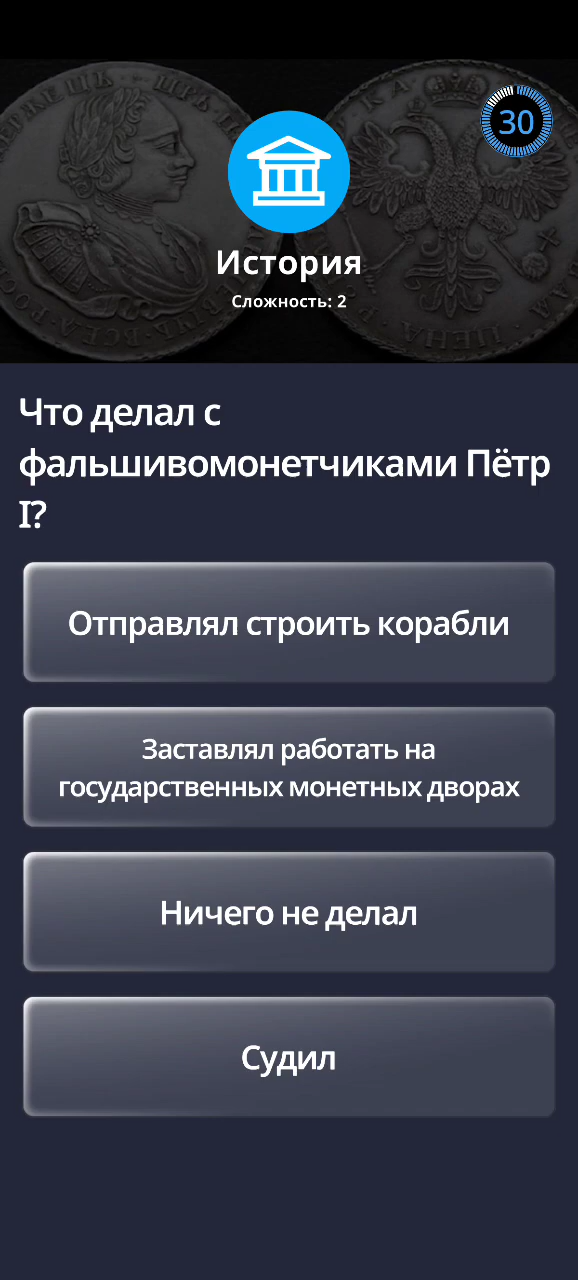 30
История
Сложность: 2
Что делал с
фальшивомонетчиками Пётр
I?
Отправлял строить корабли
Заставлял работать на
государственных монетных дворах
Ничего не делал
Судил